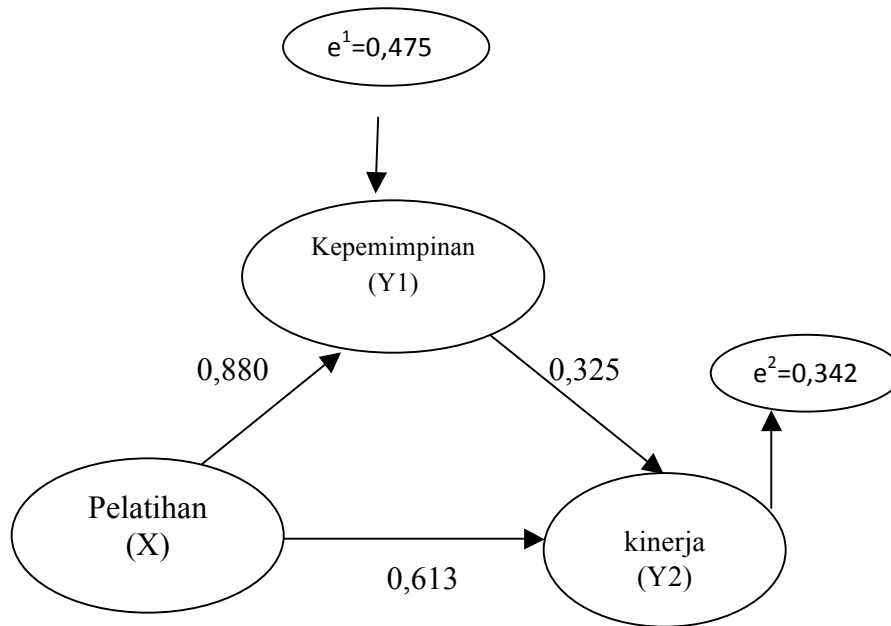 e¹=0,475
Kepemimpinan
(Y1)
0,880
0,325
e²=0,342
Pelatihan
(X)
kinerja
(Y2)
0,613